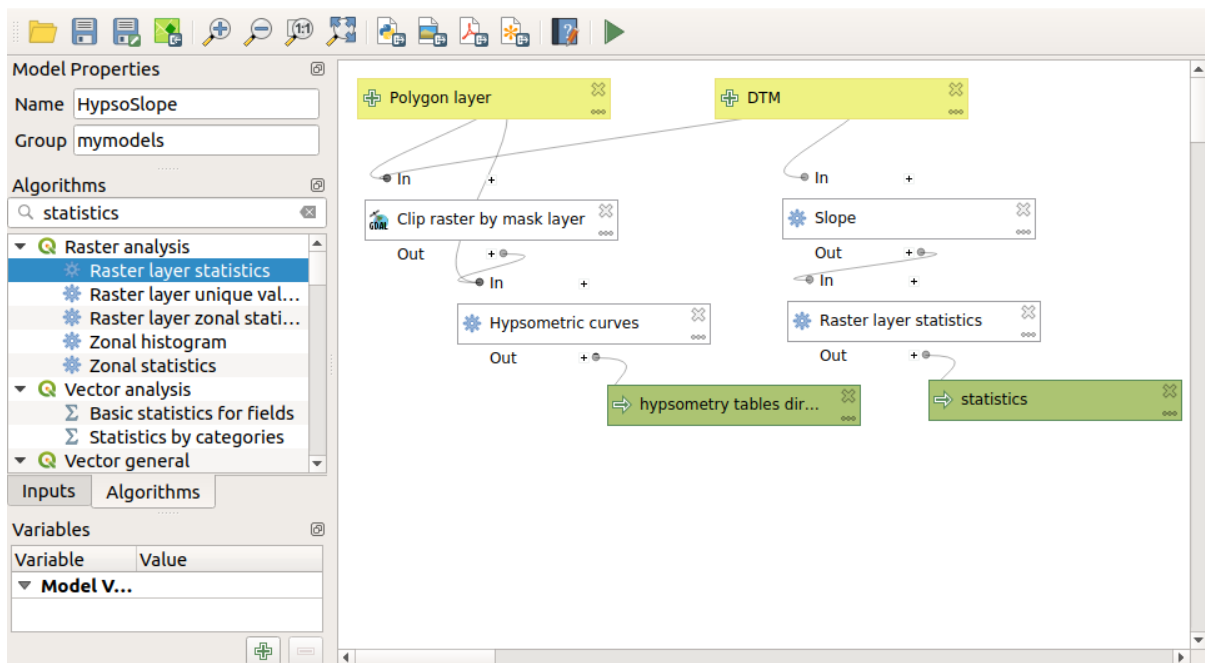 1:1
Model Properties
Name HypsoSlope
Group mymodels
Algorithms
statistics
Raster analysis
Raster layer statistics
Raster layer unique val...
Raster layer zonal stati...
Zonal histogram
Zonal statistics
Vector analysis
Σ Basic statistics for fields
Σ Statistics by categories
Vector general
Inputs Algorithms
Variables
Variable Value
Model V...
Polygon layer
DTM
In +
In +
GDAL Clip raster by mask layer
Slope
Out +
Out +
In +
In +
Hypsometric curves
Raster layer statistics
Out +
Out +
hypsometry tables dir...
statistics